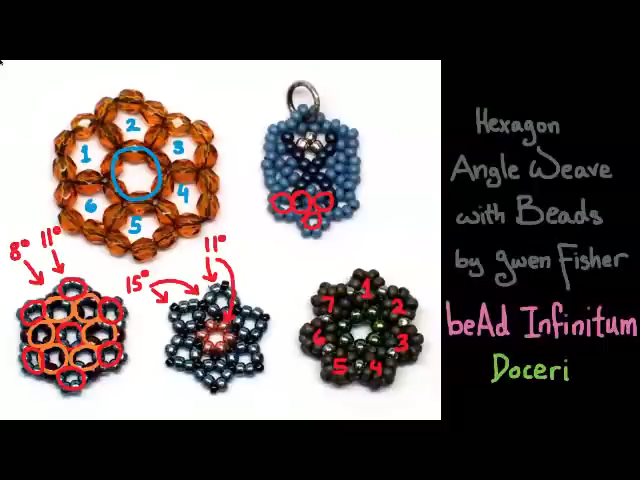 2
1
3
4
6
5
8° 11°
15°
11°
7 1 2
6 3
5 4
Hexagon
Angle Weave
with Beads
by gwen Fisher
beAd Infinitum
Doceri